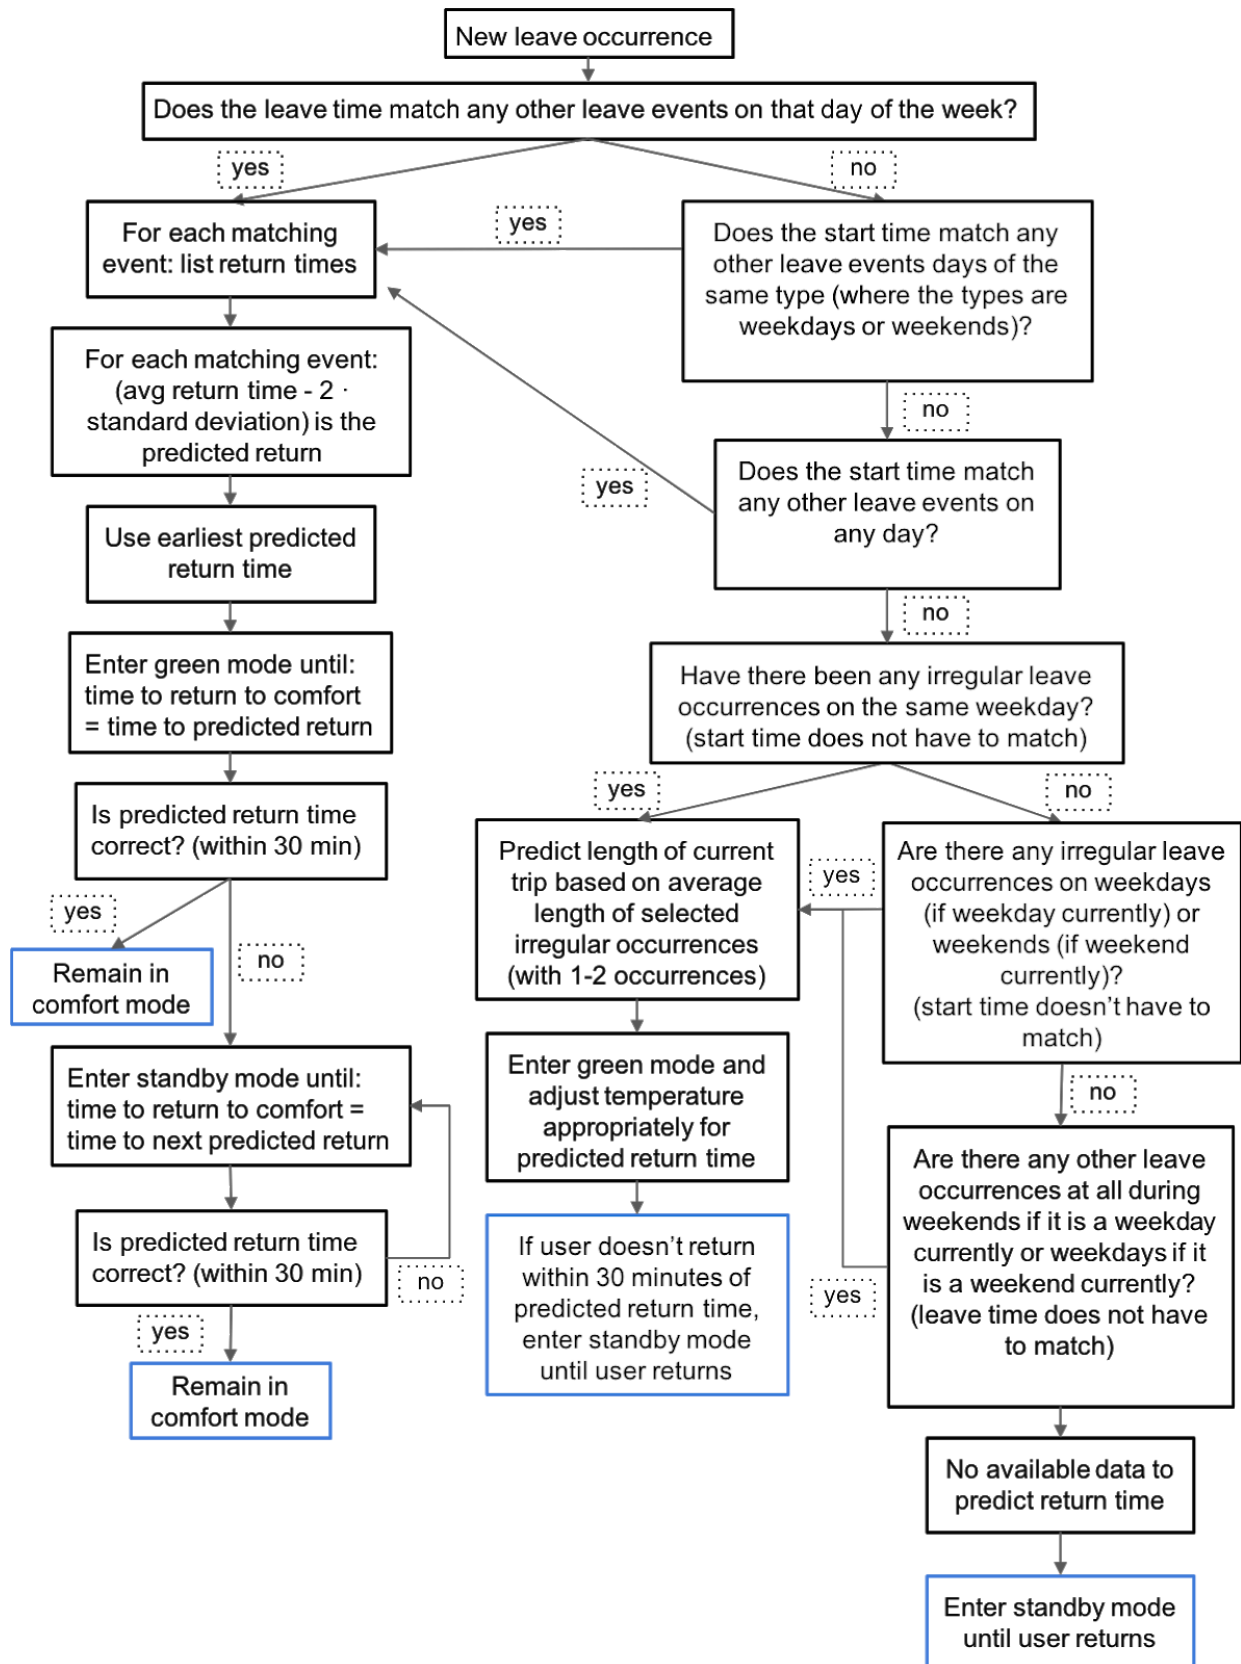 New leave occurrence
Does the leave time match any other leave events on that day of the week?
yes
no
For each matching
event: list return times
yes
Does the start time match any
other leave events days of the
same type (where the types are
weekdays or weekends)?
For each matching event:
(avg return time - 2 ·
standard deviation) is the
predicted return
no
yes
Does the start time match
any other leave events on
any day?
Use earliest predicted
return time
no
Enter green mode until:
time to return to comfort
= time to predicted return
Have there been any irregular leave
occurrences on the same weekday?
(start time does not have to match)
Is predicted return time
correct? (within 30 min)
yes
no
yes
no
Remain in
comfort mode
Predict length of current
trip based on average
length of selected
irregular occurrences
(with 1-2 occurrences)
yes
Are there any irregular leave
occurrences on weekdays
(if weekday currently) or
weekends (if weekend
currently)?
(start time doesn't have to
match)
Enter standby mode until:
time to return to comfort =
time to next predicted return
Enter green mode and
adjust temperature
appropriately for
predicted return time
no
Is predicted return time
correct? (within 30 min)
no
yes
Remain in
comfort mode
If user doesn't return
within 30 minutes of
predicted return time,
enter standby mode
until user returns
yes
Are there any other leave
occurrences at all during
weekends if it is a weekday
currently or weekdays if it
is a weekend currently?
(leave time does not have
to match)
No available data to
predict return time
Enter standby mode
until user returns